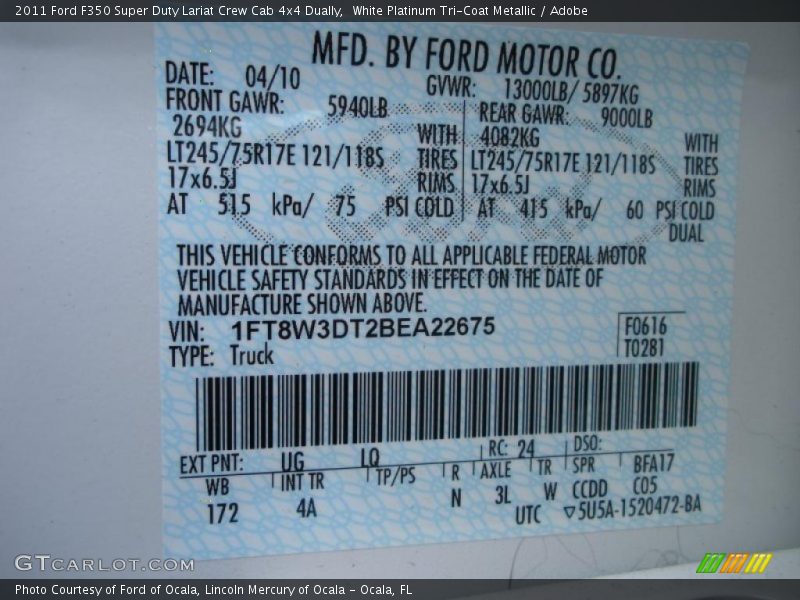 2011 Ford F350 Super Duty Lariat Crew Cab 4x4 Dually, White Platinum Tri-Coat Metallic / Adobe
MFD. BY FORD MOTOR CO.
DATE: 04/10 GVWR: 13000LB/ 5897KG
FRONT GAWR: 5940LB REAR GAWR: 9000LB
2694KG WITH 4082KG WITH
LT245/75R17E 121/118S TIRES LT245/75R17E 121/118S TIRES
17x6.5J RIMS 17x6.5J RIMS
AT 515 kPa/ 75 PSI COLD AT 415 kPa/ 60 PSI COLD
DUAL
THIS VEHICLE CONFORMS TO ALL APPLICABLE FEDERAL MOTOR
VEHICLE SAFETY STANDARDS IN EFFECT ON THE DATE OF
MANUFACTURE SHOWN ABOVE.
VIN: 1FT8W3DT2BEA22675 F0616
TYPE: Truck T0281
EXT PNT: UG LQ RC: 24 DSO:
WB INT TR TP/PS R AXLE TR SPR BFA17
172 4A N 3L W CCDD C05
UTC ▽5U5A-1520472-BA
GTCARLOT.COM
Photo Courtesy of Ford of Ocala, Lincoln Mercury of Ocala - Ocala, FL